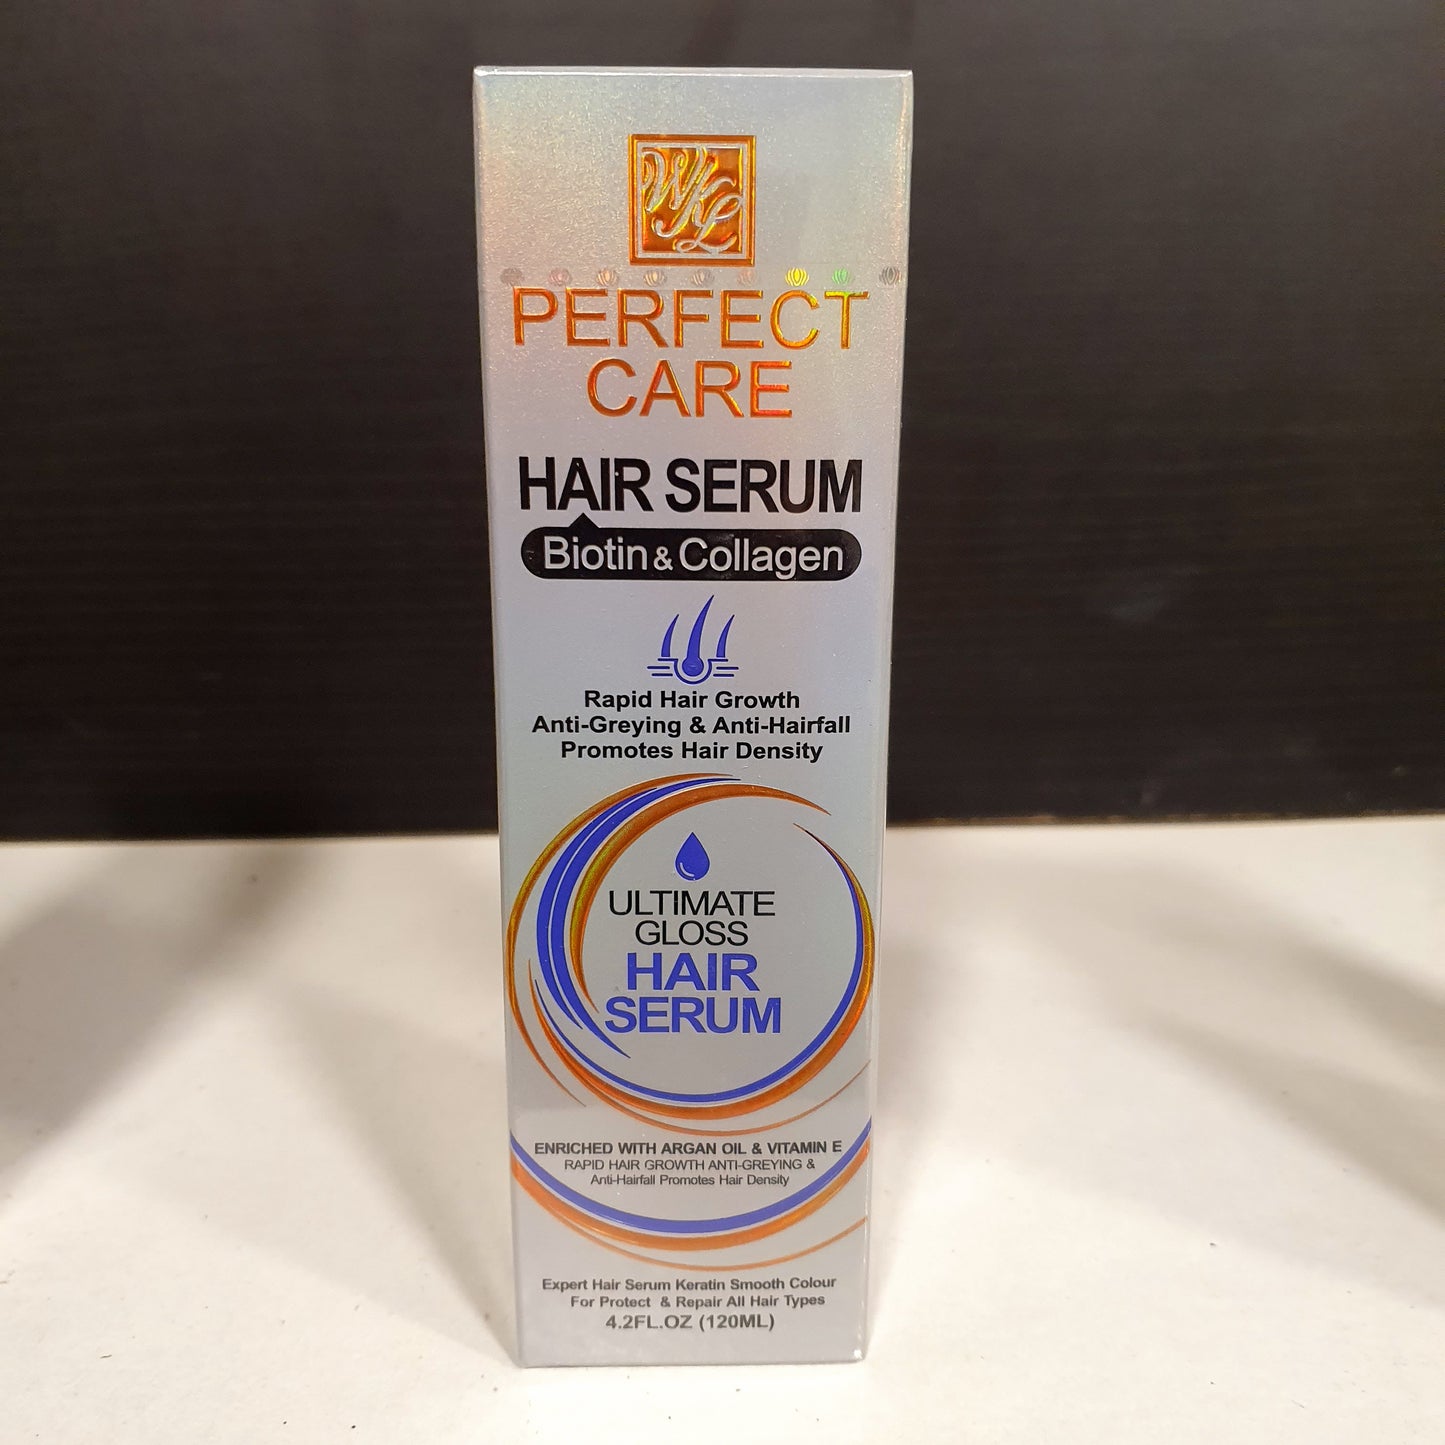 WKL
PERFECT
CARE
HAIR SERUM
Biotin & Collagen
Rapid Hair Growth
Anti-Greying & Anti-Hairfall
Promotes Hair Density
ULTIMATE
GLOSS
HAIR
SERUM
ENRICHED WITH ARGAN OIL & VITAMIN E
RAPID HAIR GROWTH ANTI-GREYING &
Anti-Hairfall Promotes Hair Density
Expert Hair Serum Keratin Smooth Colour
For Protect & Repair All Hair Types
4.2FL.OZ (120ML)